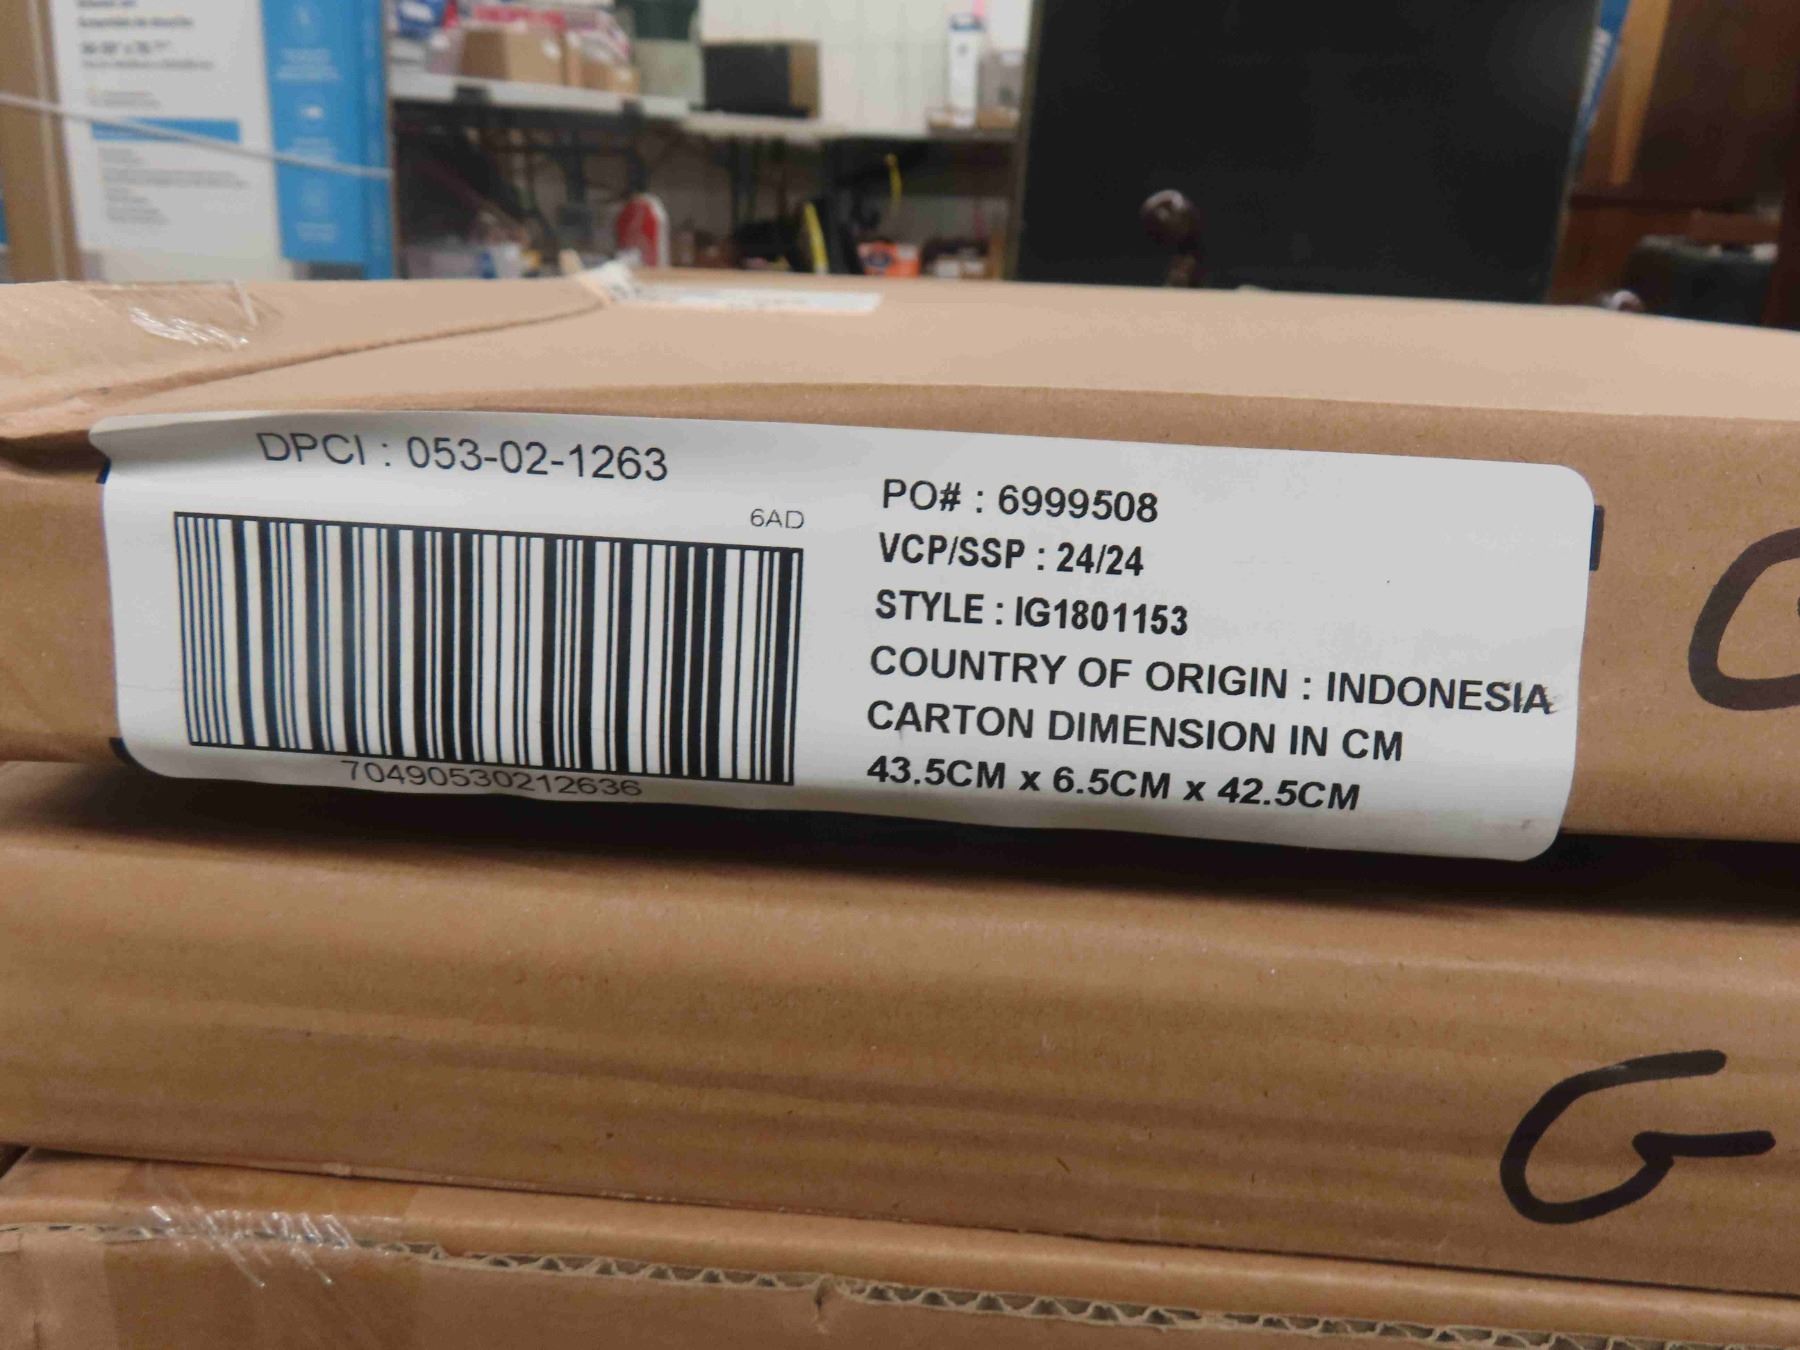 DPCI : 053-02-1263
6AD
70490530212636
PO# : 6999508
VCP/SSP : 24/24
STYLE : IG1801153
COUNTRY OF ORIGIN : INDONESIA
CARTON DIMENSION IN CM
43.5CM x 6.5CM x 42.5CM
G